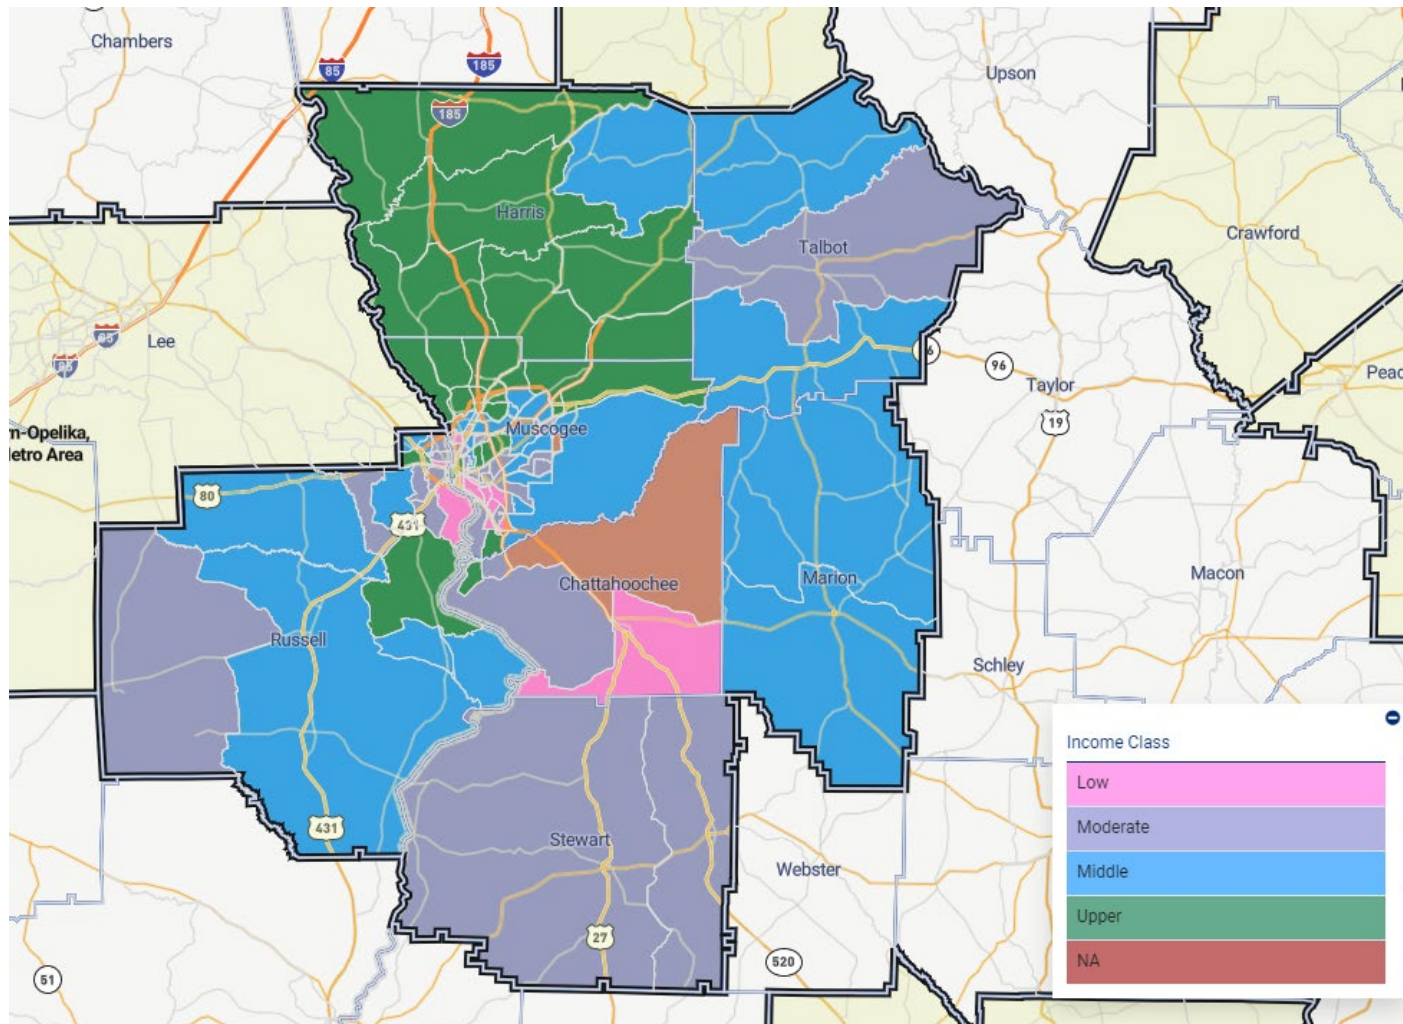 Chambers
85
185
Upson
185
Harris
Crawford
Talbot
Lee
85
85
96
Taylor
Peac
19
Muscogee
m-Opelika,
letro Area
80
431
Macon
Chattahoochee
Marion
Russell
Schley
Income Class
Low
Moderate
431
Stewart
Middle
Webster
Upper
27
520
NA
51